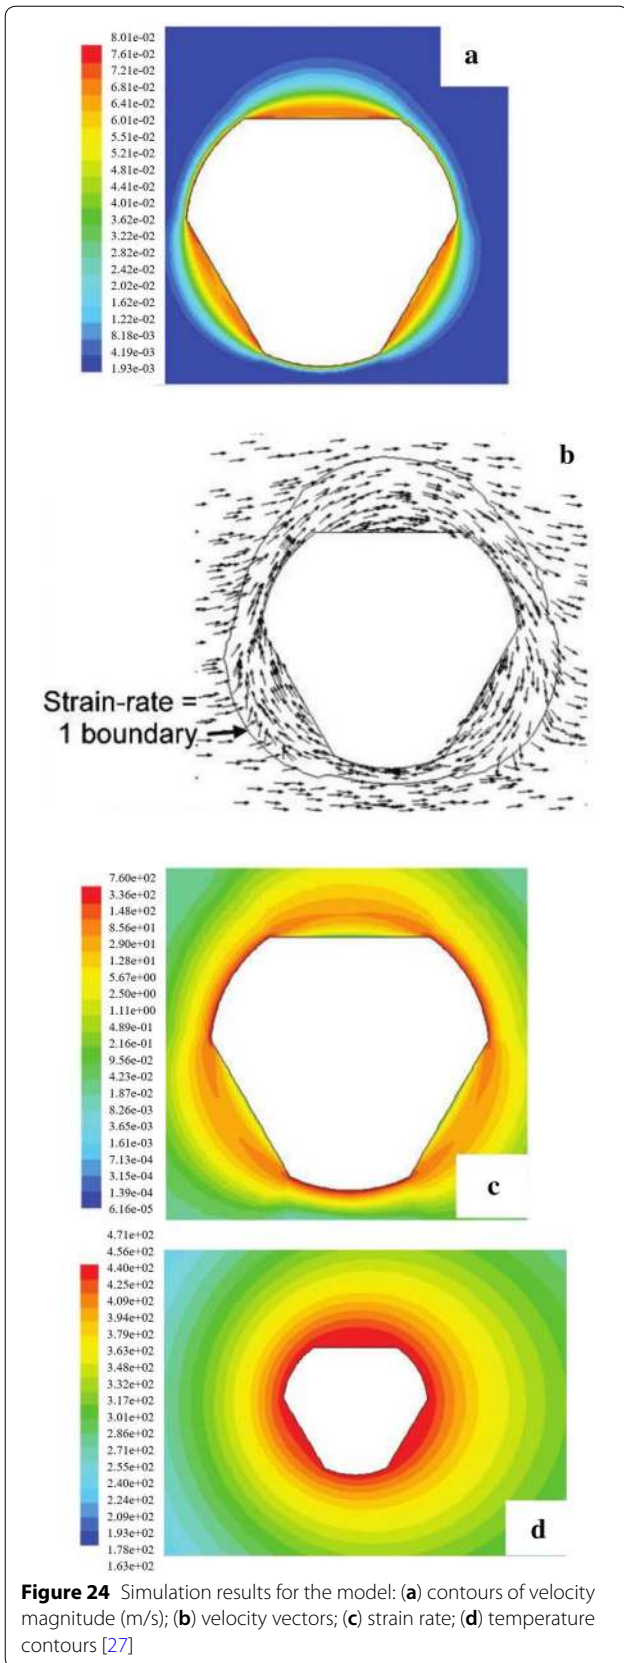 8.01e-02
7.61e-02
7.21e-02
6.81e-02
6.41e-02
6.01e-02
5.51e-02
5.21e-02
4.81e-02
4.41e-02
4.01e-02
3.62e-02
3.22e-02
2.82e-02
2.42e-02
2.02e-02
1.62e-02
1.22e-02
8.18e-03
4.19e-03
1.93e-03
a
b
Strain-rate =
1 boundary
7.60e+02
3.36e+02
1.48e+02
8.56e+01
2.90e+01
1.28e+01
5.67e+00
2.50e+00
1.11e+00
4.89e-01
2.16e-01
9.56e-02
4.23e-02
1.87e-02
8.26e-03
3.65e-03
1.61e-03
7.13e-04
3.15e-04
1.39e-04
6.16e-05
c
4.71e+02
4.56e+02
4.40e+02
4.25e+02
4.09e+02
3.94e+02
3.79e+02
3.63e+02
3.48e+02
3.32e+02
3.17e+02
3.01e+02
2.86e+02
2.71e+02
2.55e+02
2.40e+02
2.24e+02
2.09e+02
1.93e+02
1.78e+02
1.63e+02
d
Figure 24 Simulation results for the model: (a) contours of velocity
magnitude (m/s); (b) velocity vectors; (c) strain rate; (d) temperature
contours [27]